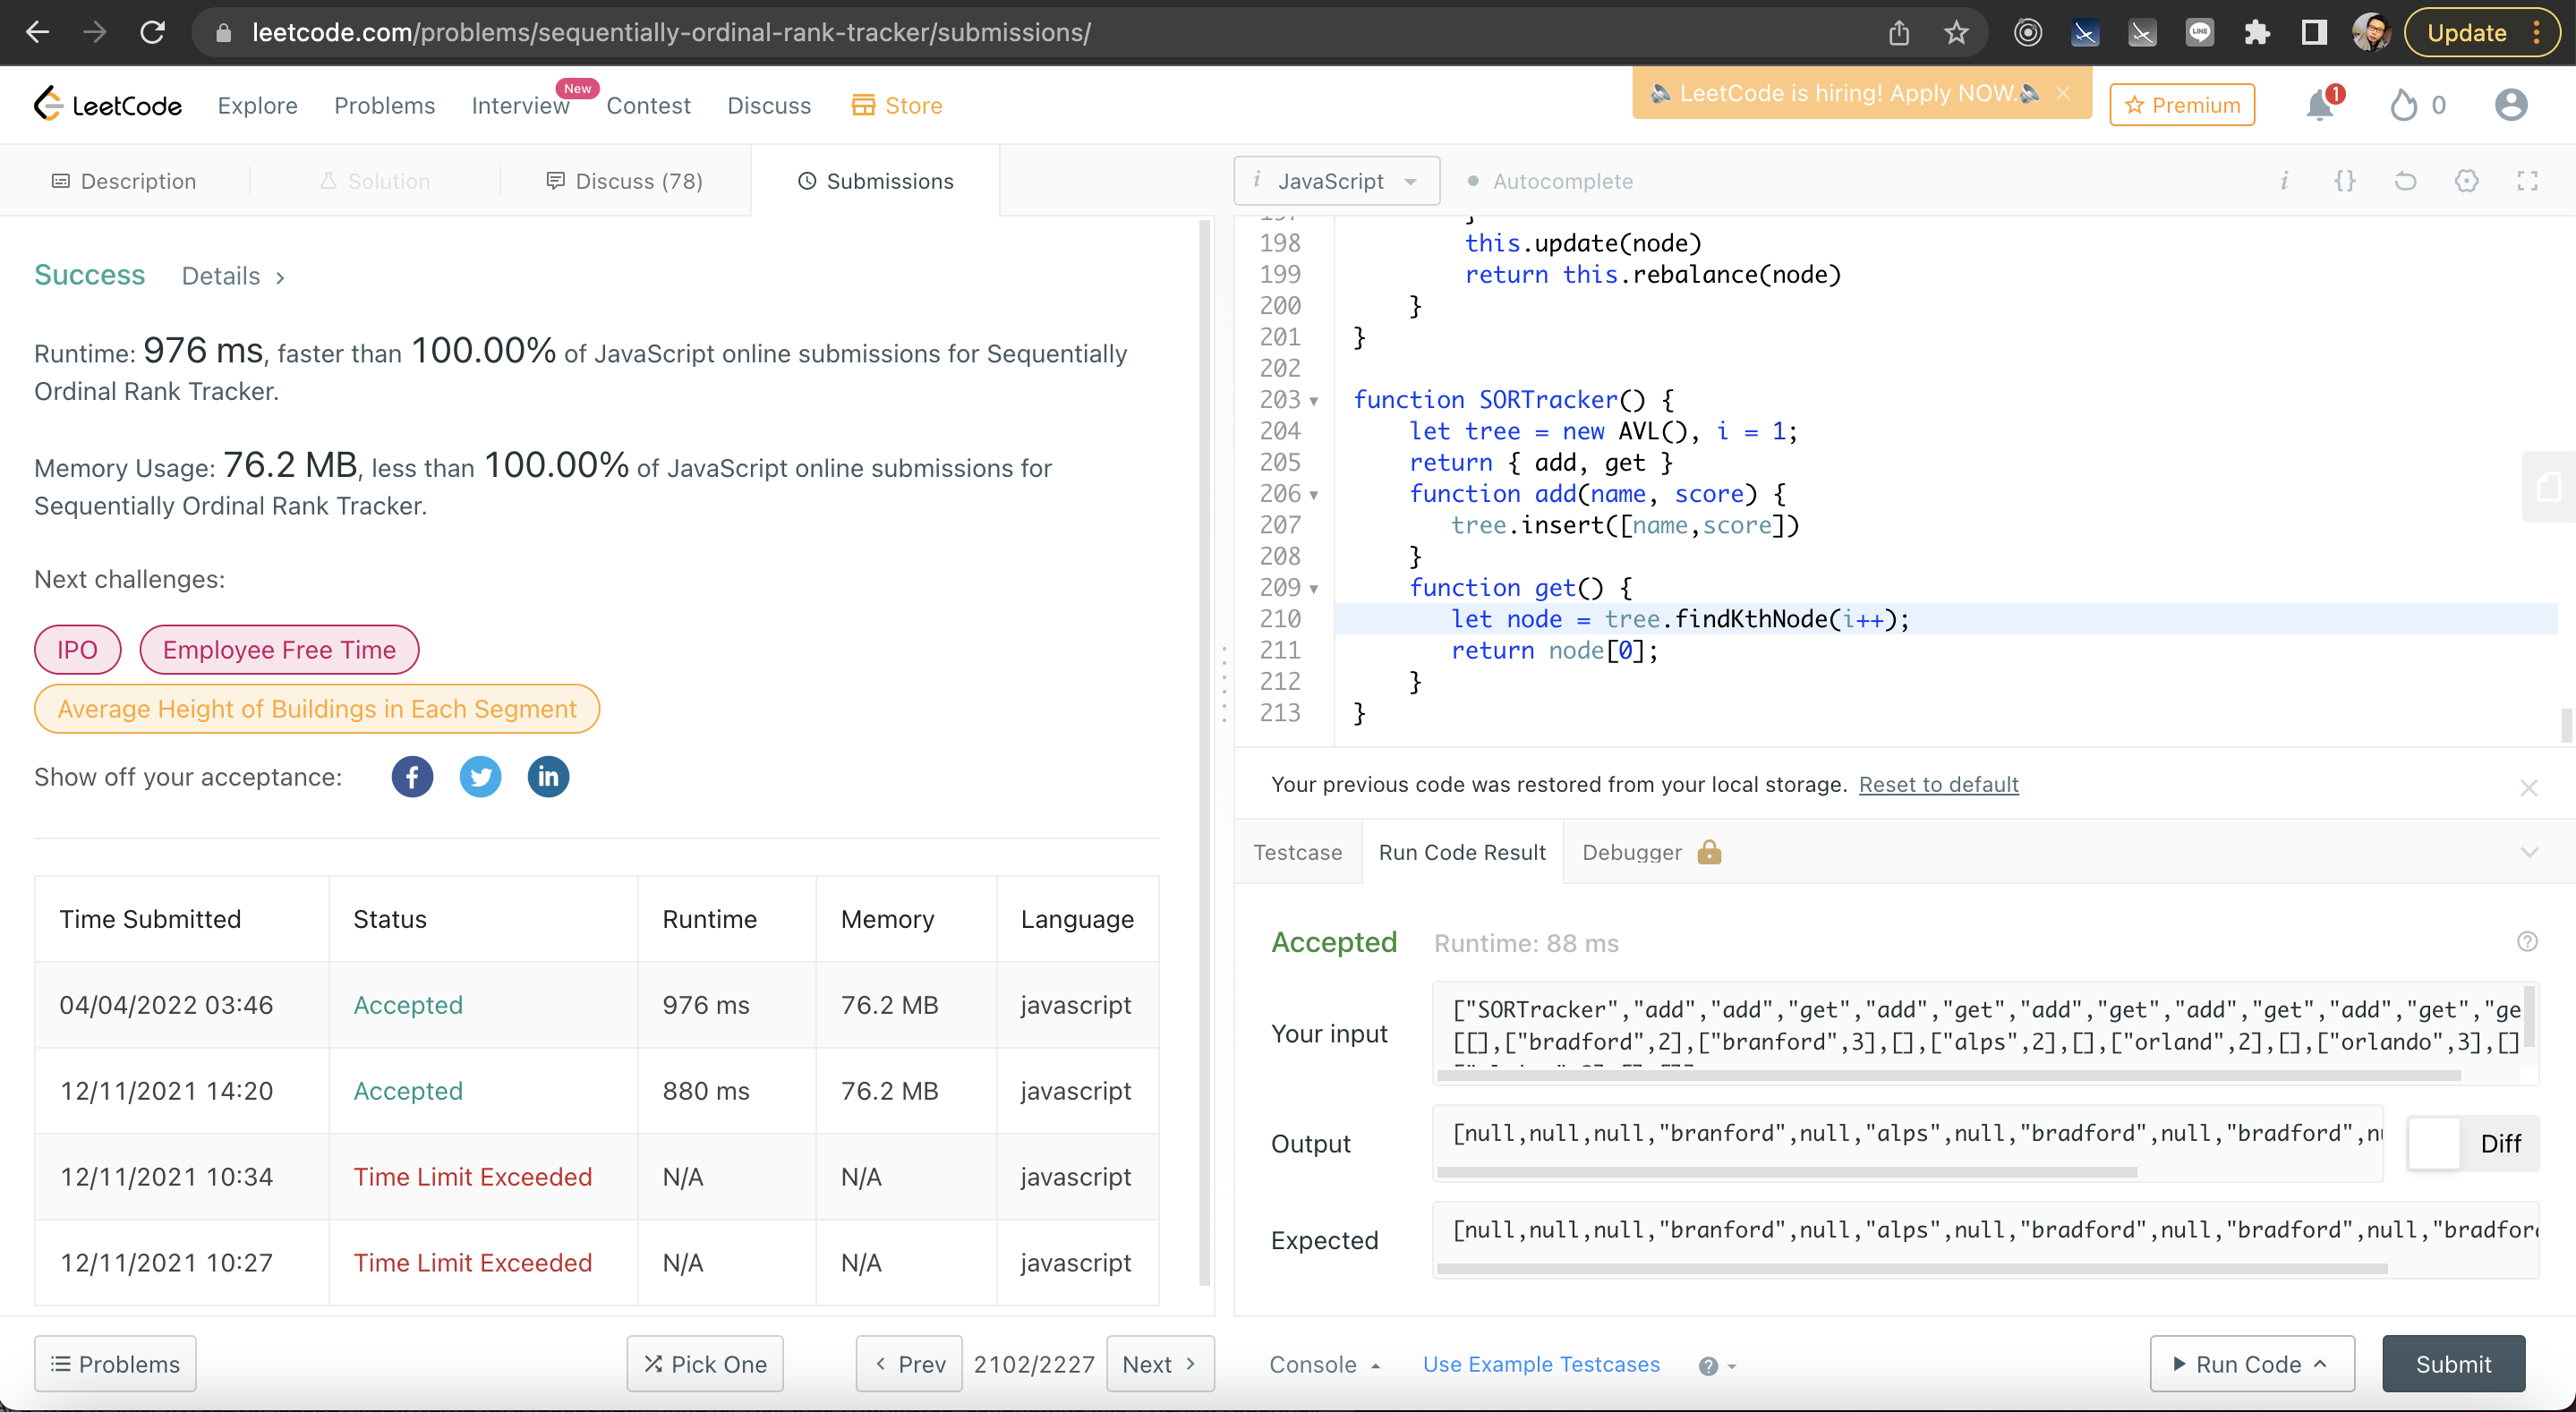 leetcode.com/problems/sequentially-ordinal-rank-tracker/submissions/
Update
LeetCode
Explore
Problems
Interview
New
Contest
Discuss
Store
LeetCode is hiring! Apply NOW.
Premium
1
0
Description
Solution
Discuss (78)
Submissions
Success
Details
Runtime: 976 ms, faster than 100.00% of JavaScript online submissions for Sequentially
Ordinal Rank Tracker.
Memory Usage: 76.2 MB, less than 100.00% of JavaScript online submissions for
Sequentially Ordinal Rank Tracker.
Next challenges:
IPO
Employee Free Time
Average Height of Buildings in Each Segment
Show off your acceptance:
Time Submitted Status Runtime Memory Language
04/04/2022 03:46 Accepted 976 ms 76.2 MB javascript
12/11/2021 14:20 Accepted 880 ms 76.2 MB javascript
12/11/2021 10:34 Time Limit Exceeded N/A N/A javascript
12/11/2021 10:27 Time Limit Exceeded N/A N/A javascript
Problems
Pick One
Prev
2102/2227
Next
i JavaScript
Autocomplete
198 this.update(node)
199 return this.rebalance(node)
200 }
201 }
202
203 function SORTracker() {
204 let tree = new AVL(), i = 1;
205 return { add, get }
206 function add(name, score) {
207 tree.insert([name,score])
208 }
209 function get() {
210 let node = tree.findKthNode(i++);
211 return node[0];
212 }
213 }
Your previous code was restored from your local storage. Reset to default
Testcase
Run Code Result
Debugger
Accepted
Runtime: 88 ms
Your input
["SORTracker","add","add","get","add","get","add","get","add","get","add","get","ge
[[],["bradford",2],["branford",3],[],["alps",2],[],["orland",2],[],["orlando",3],[]
Output
[null,null,null,"branford",null,"alps",null,"bradford",null,"bradford",nu
Diff
Expected
[null,null,null,"branford",null,"alps",null,"bradford",null,"bradford",null,"bradfor
Console
Use Example Testcases
Run Code
Submit